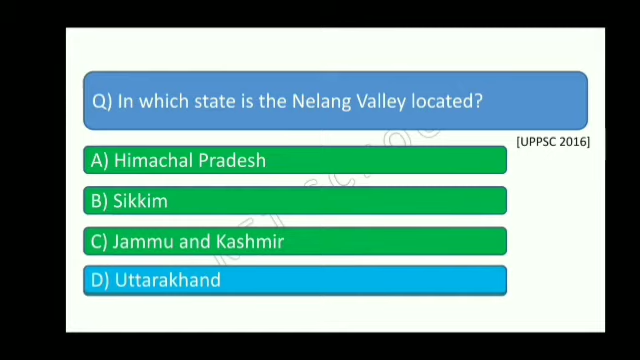 Q) In which state is the Nelang Valley located?
[UPPSC 2016]
A) Himachal Pradesh
B) Sikkim
C) Jammu and Kashmir
D) Uttarakhand